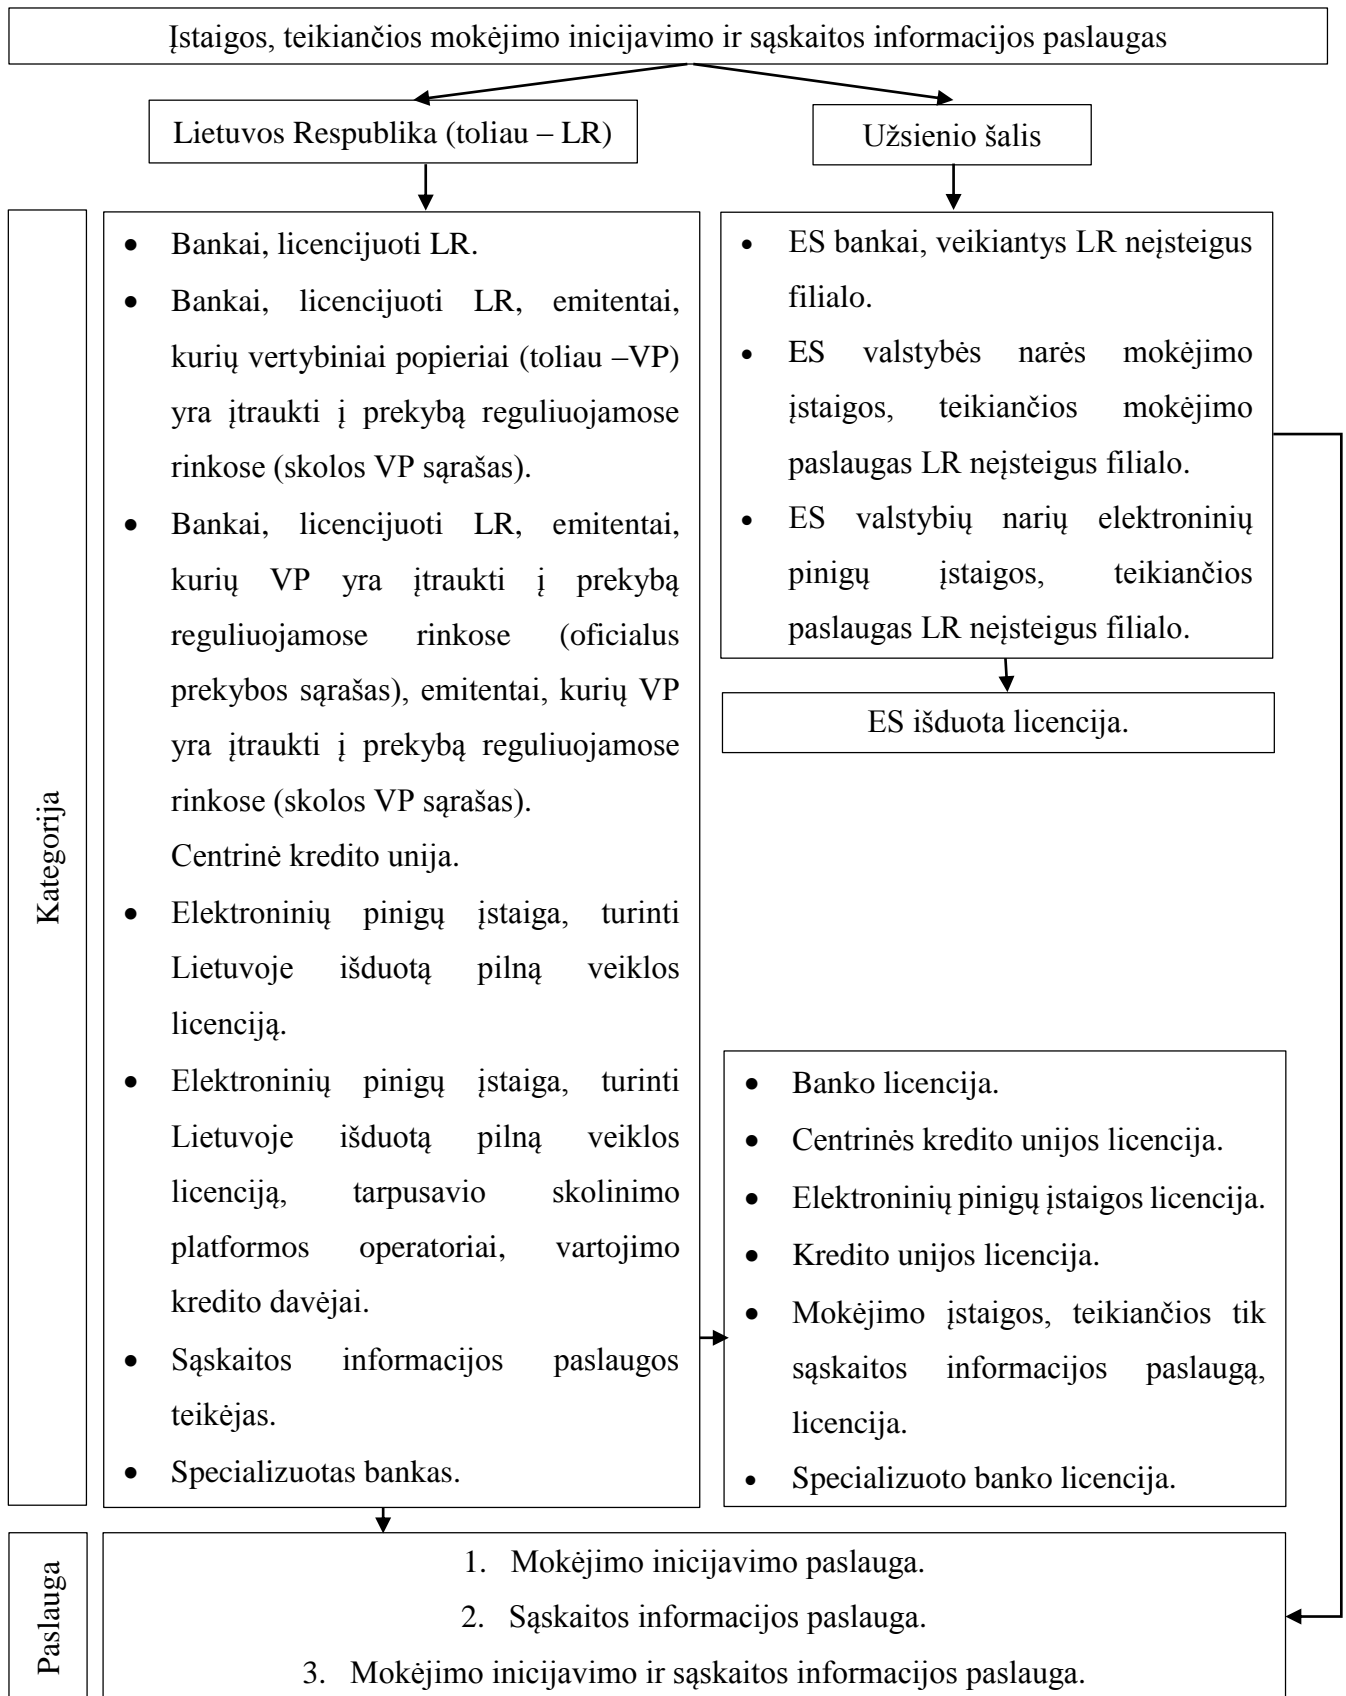 Įstaigos, teikiančios mokėjimo inicijavimo ir sąskaitos informacijos paslaugas
Lietuvos Respublika (toliau – LR)
Užsienio šalis
Kategorija
• Bankai, licencijuoti LR.
• Bankai, licencijuoti LR, emitentai,
kurių vertybiniai popieriai (toliau –VP)
yra įtraukti į prekybą reguliuojamose
rinkose (skolos VP sąrašas).
• Bankai, licencijuoti LR, emitentai,
kurių VP yra įtraukti į prekybą
reguliuojamose rinkose (oficialus
prekybos sąrašas), emitentai, kurių VP
yra įtraukti į prekybą reguliuojamose
rinkose (skolos VP sąrašas).
Centrinė kredito unija.
• Elektroninių pinigų įstaiga, turinti
Lietuvoje išduotą pilną veiklos
licenciją.
• Elektroninių pinigų įstaiga, turinti
Lietuvoje išduotą pilną veiklos
licenciją, tarpusavio skolinimo
platformos operatoriai, vartojimo
kredito davėjai.
• Sąskaitos informacijos paslaugos
teikėjas.
• Specializuotas bankas.
• ES bankai, veikiantys LR neįsteigus
filialo.
• ES valstybės narės mokėjimo
įstaigos, teikiančios mokėjimo
paslaugas LR neįsteigus filialo.
• ES valstybių narių elektroninių
pinigų įstaigos, teikiančios
paslaugas LR neįsteigus filialo.
ES išduota licencija.
• Banko licencija.
• Centrinės kredito unijos licencija.
• Elektroninių pinigų įstaigos licencija.
• Kredito unijos licencija.
• Mokėjimo įstaigos, teikiančios tik
sąskaitos informacijos paslaugą,
licencija.
• Specializuoto banko licencija.
Paslauga
1. Mokėjimo inicijavimo paslauga.
2. Sąskaitos informacijos paslauga.
3. Mokėjimo inicijavimo ir sąskaitos informacijos paslauga.